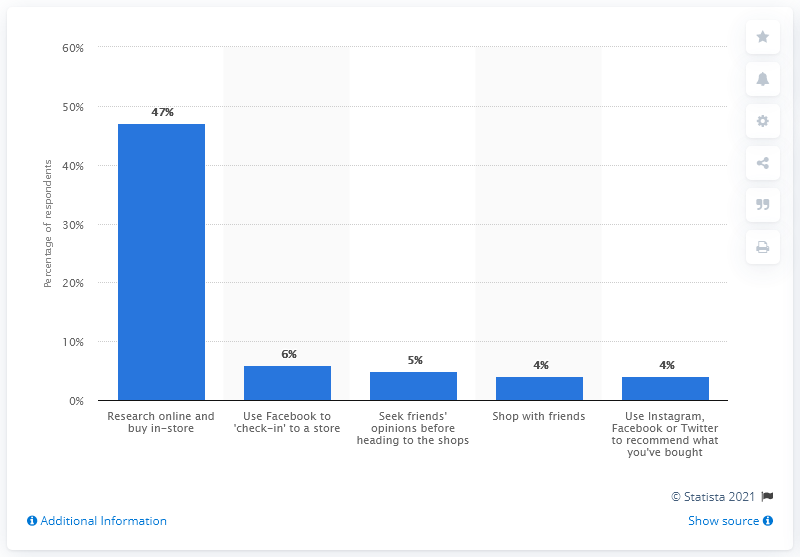 60%
50%
40%
30%
20%
10%
0%
Percentage of respondents
47%
6%
5%
4%
4%
Research online and
buy in-store
Use Facebook to
'check-in' to a store
Seek friends'
opinions before
heading to the shops
Shop with friends
Use Instagram,
Facebook or Twitter
to recommend what
you've bought
© Statista 2021
Additional Information
Show source